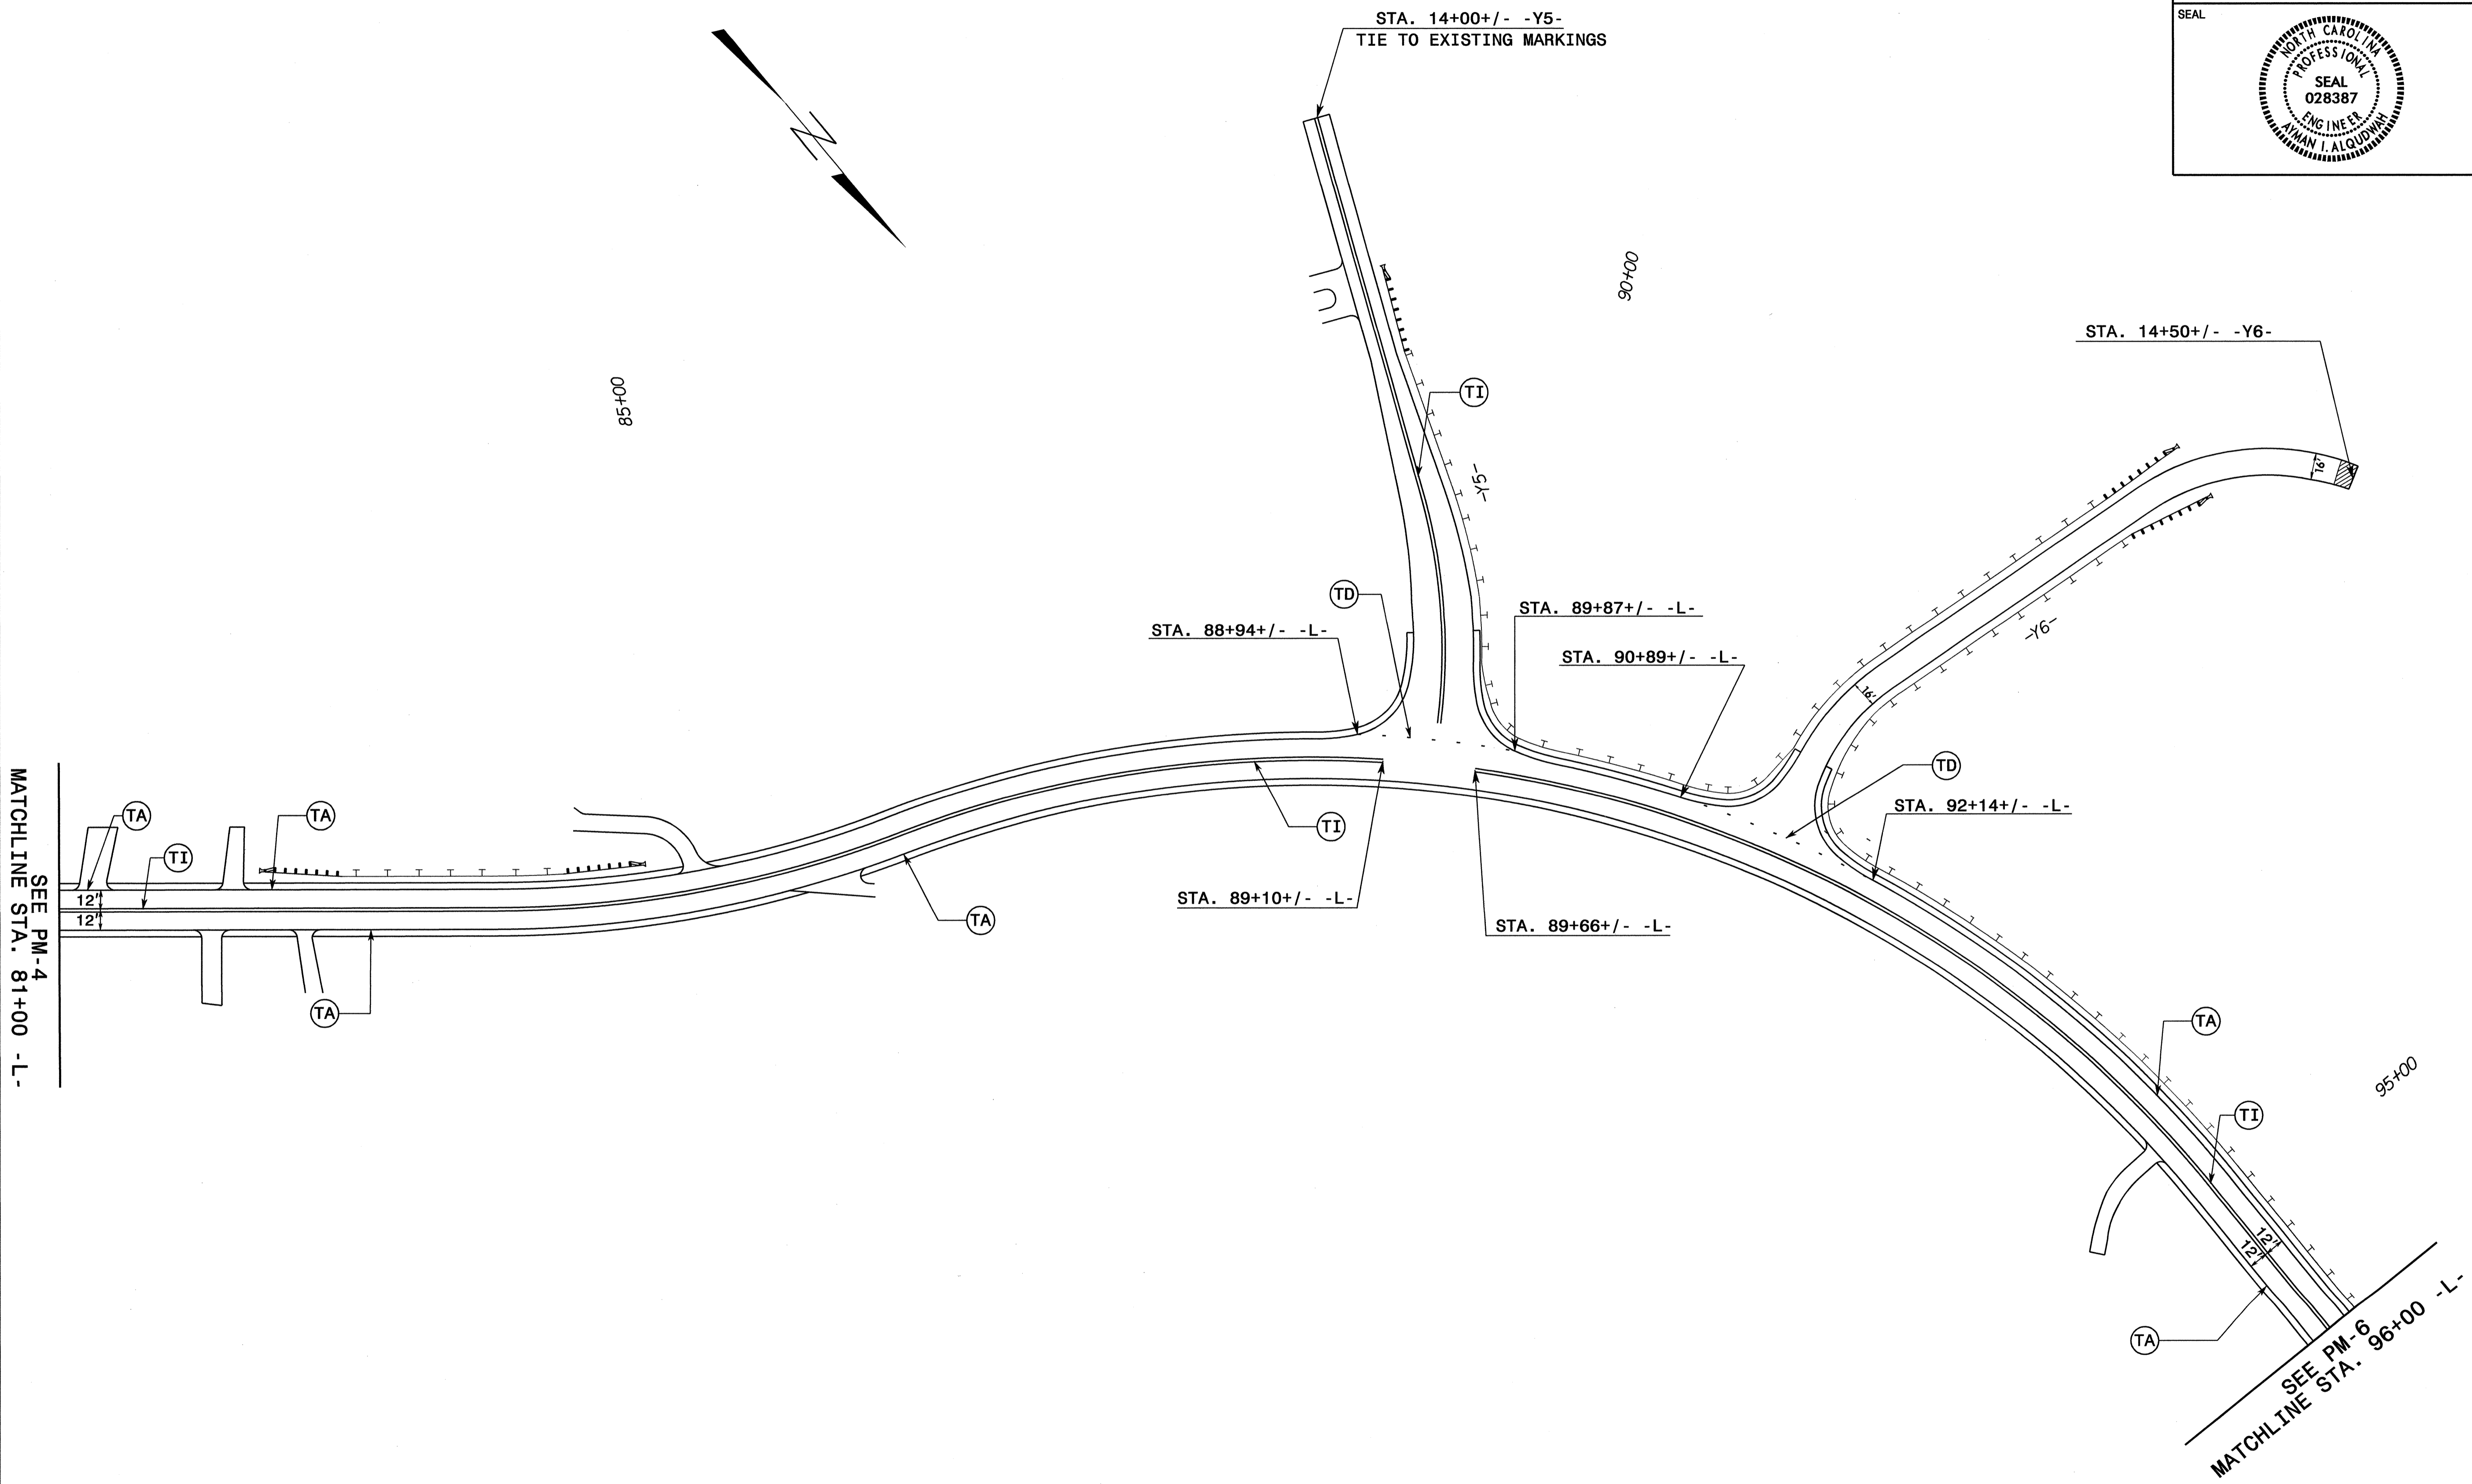 STA. 14+00+/- -Y5-
TIE TO EXISTING MARKINGS
SEAL
NORTH CAROLINA
PROFESSIONAL
SEAL
028387
ENGINEER
AYMAN I. ALQUDWAH
N
90+00
STA. 14+50+/- -Y6-
85+00
TI
-Y5-
16'
TD
STA. 89+87+/- -L-
STA. 88+94+/- -L-
-Y6-
STA. 90+89+/- -L-
16'
TD
STA. 92+14+/- -L-
TA
TA
TI
TI
12'
12'
STA. 89+10+/- -L-
TA
STA. 89+66+/- -L-
SEE PM-4
MATCHLINE STA. 81+00 -L-
TA
TA
95+00
TI
12'
12'
TA
SEE PM-6
MATCHLINE STA. 96+00 -L-